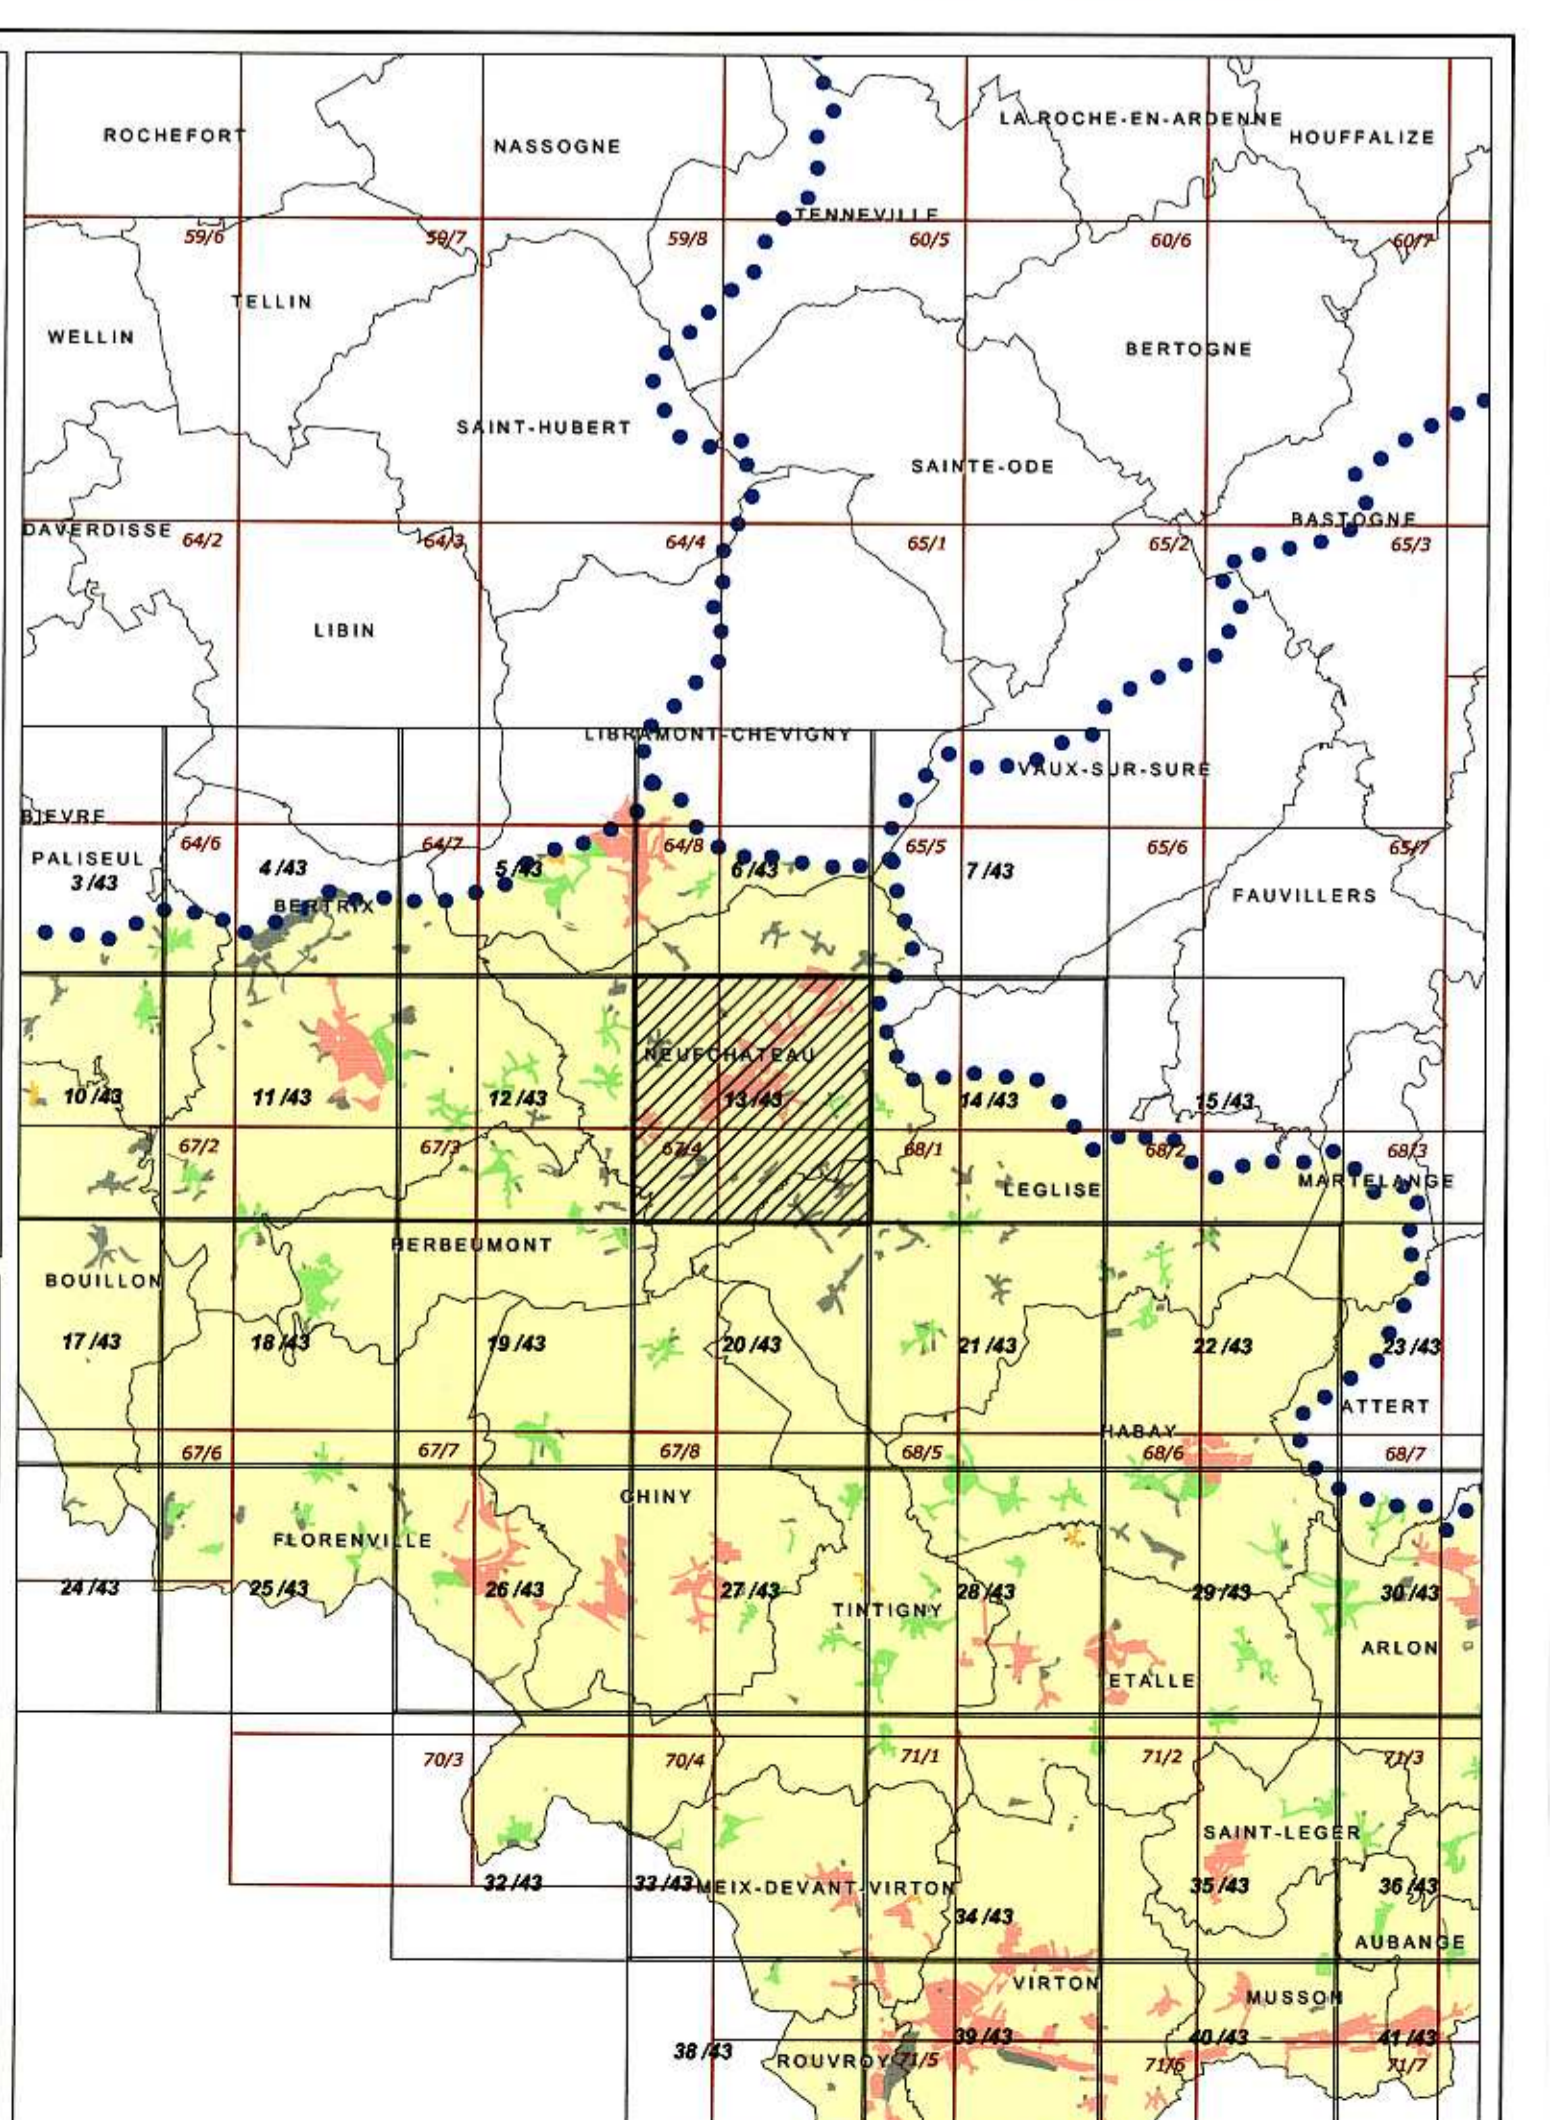 ROCHEFORT
NASSOGNE
LA-ROCHE-EN-ARDENNE
HOUFFALIZE
TENNEVILLE
59/6
59/7
59/8
60/5
60/6
60/7
TELLIN
WELLIN
BERTOGNE
SAINT-HUBERT
SAINTE-ODE
BASTOGNE
DAVERDISSE
64/2
64/3
64/4
65/1
65/2
65/3
LIBIN
LIBRAMONT-CHEVIGNY
VAUX-SUR-SURE
BIEVRE
64/6
64/7
64/8
65/5
65/6
65/7
PALISEUL
3 /43
4 /43
5 /43
6 /43
7 /43
FAUVILLERS
BERTRIX
NEUFCHATEAU
10 /43
11 /43
12 /43
13 /43
14 /43
15 /43
67/2
67/3
67/4
68/1
68/2
68/3
MARTELANGE
LEGLISE
HERBEUMONT
BOUILLON
17 /43
18 /43
19 /43
20 /43
21 /43
22 /43
23 /43
ATTERT
HABAY
67/6
67/7
67/8
68/5
68/6
68/7
CHINY
FLORENVILLE
24 /43
25 /43
26 /43
27 /43
28 /43
29 /43
30 /43
TINTIGNY
ARLON
ETALLE
70/3
70/4
71/1
71/2
71/3
SAINT-LEGER
32 /43
33 /43
MEIX-DEVANT-VIRTON
35 /43
36 /43
34 /43
AUBANGE
VIRTON
MUSSON
39 /43
40 /43
41 /43
38 /43
ROUVROY
71/5
71/6
71/7